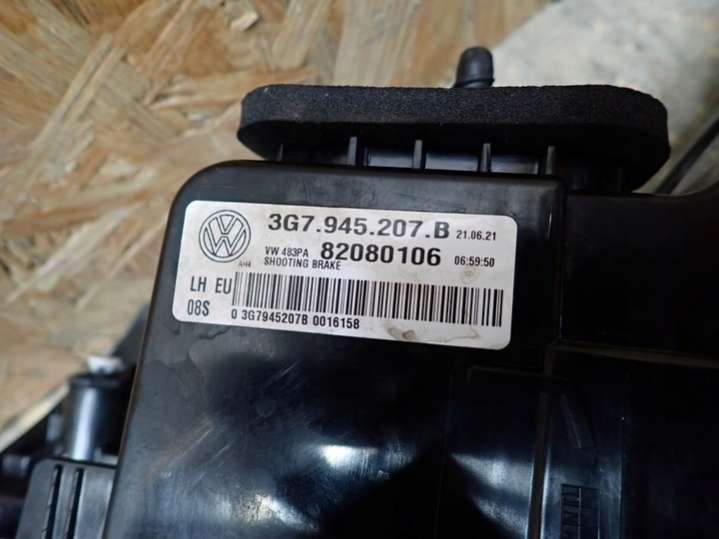 3G7.945.207.B 21.06.21
VW 483PA 82080106 06:59:50
SHOOTING BRAKE
LH EU
08S 0 3G7945207B 0016158